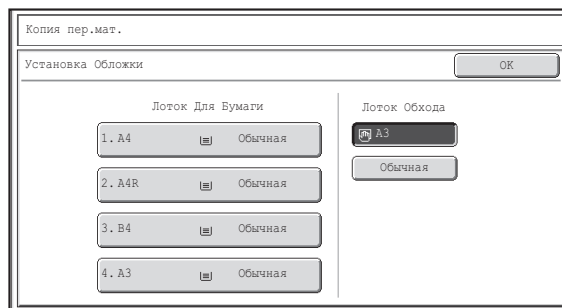 Копия пер.мат.
Установка Обложки
OK
Лоток Для Бумаги
Лоток Обхода
1. A4 Обычная
2. A4R Обычная
3. B4 Обычная
4. A3 Обычная
A3
Обычная